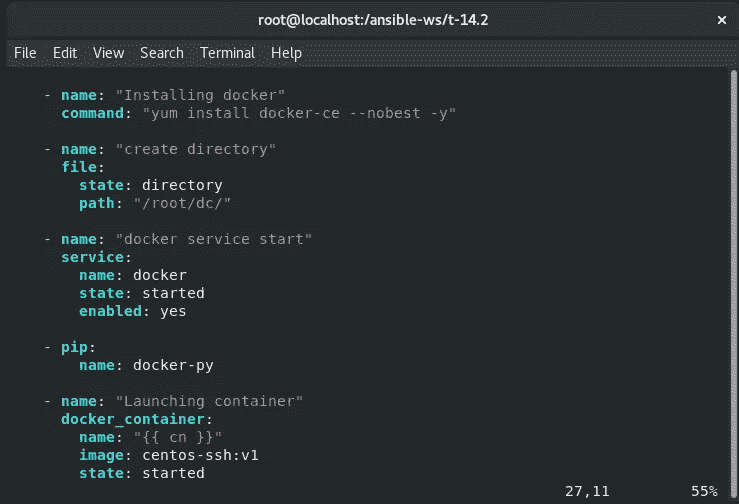 root@localhost:/ansible-ws/t-14.2
×
File Edit View Search Terminal Help
- name: "Installing docker"
command: "yum install docker-ce --nobest -y"
- name: "create directory"
file:
state: directory
path: "/root/dc/"
- name: "docker service start"
service:
name: docker
state: started
enabled: yes
- pip:
name: docker-py
- name: "Launching container"
docker_container:
name: "{{ cn }}"
image: centos-ssh:v1
state: started
27,11 55%